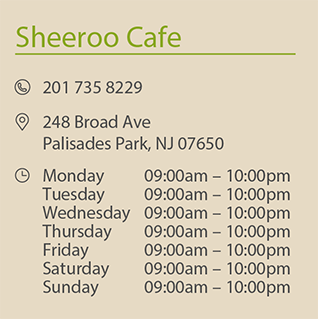 Sheeroo Cafe
201 735 8229
248 Broad Ave
Palisades Park, NJ 07650
Monday 09:00am – 10:00pm
Tuesday 09:00am – 10:00pm
Wednesday 09:00am – 10:00pm
Thursday 09:00am – 10:00pm
Friday 09:00am – 10:00pm
Saturday 09:00am – 10:00pm
Sunday 09:00am – 10:00pm